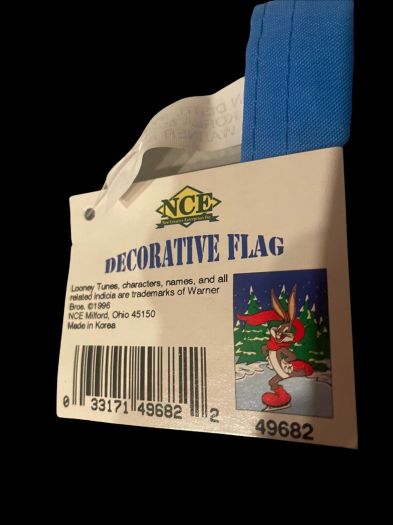 NCE
New Creative Enterprises Inc.
DECORATIVE FLAG
Looney Tunes, characters, names, and all
related indicia are trademarks of Warner
Bros. ©1996
NCE Milford, Ohio 45150
Made in Korea
0 33171 49682 2
49682